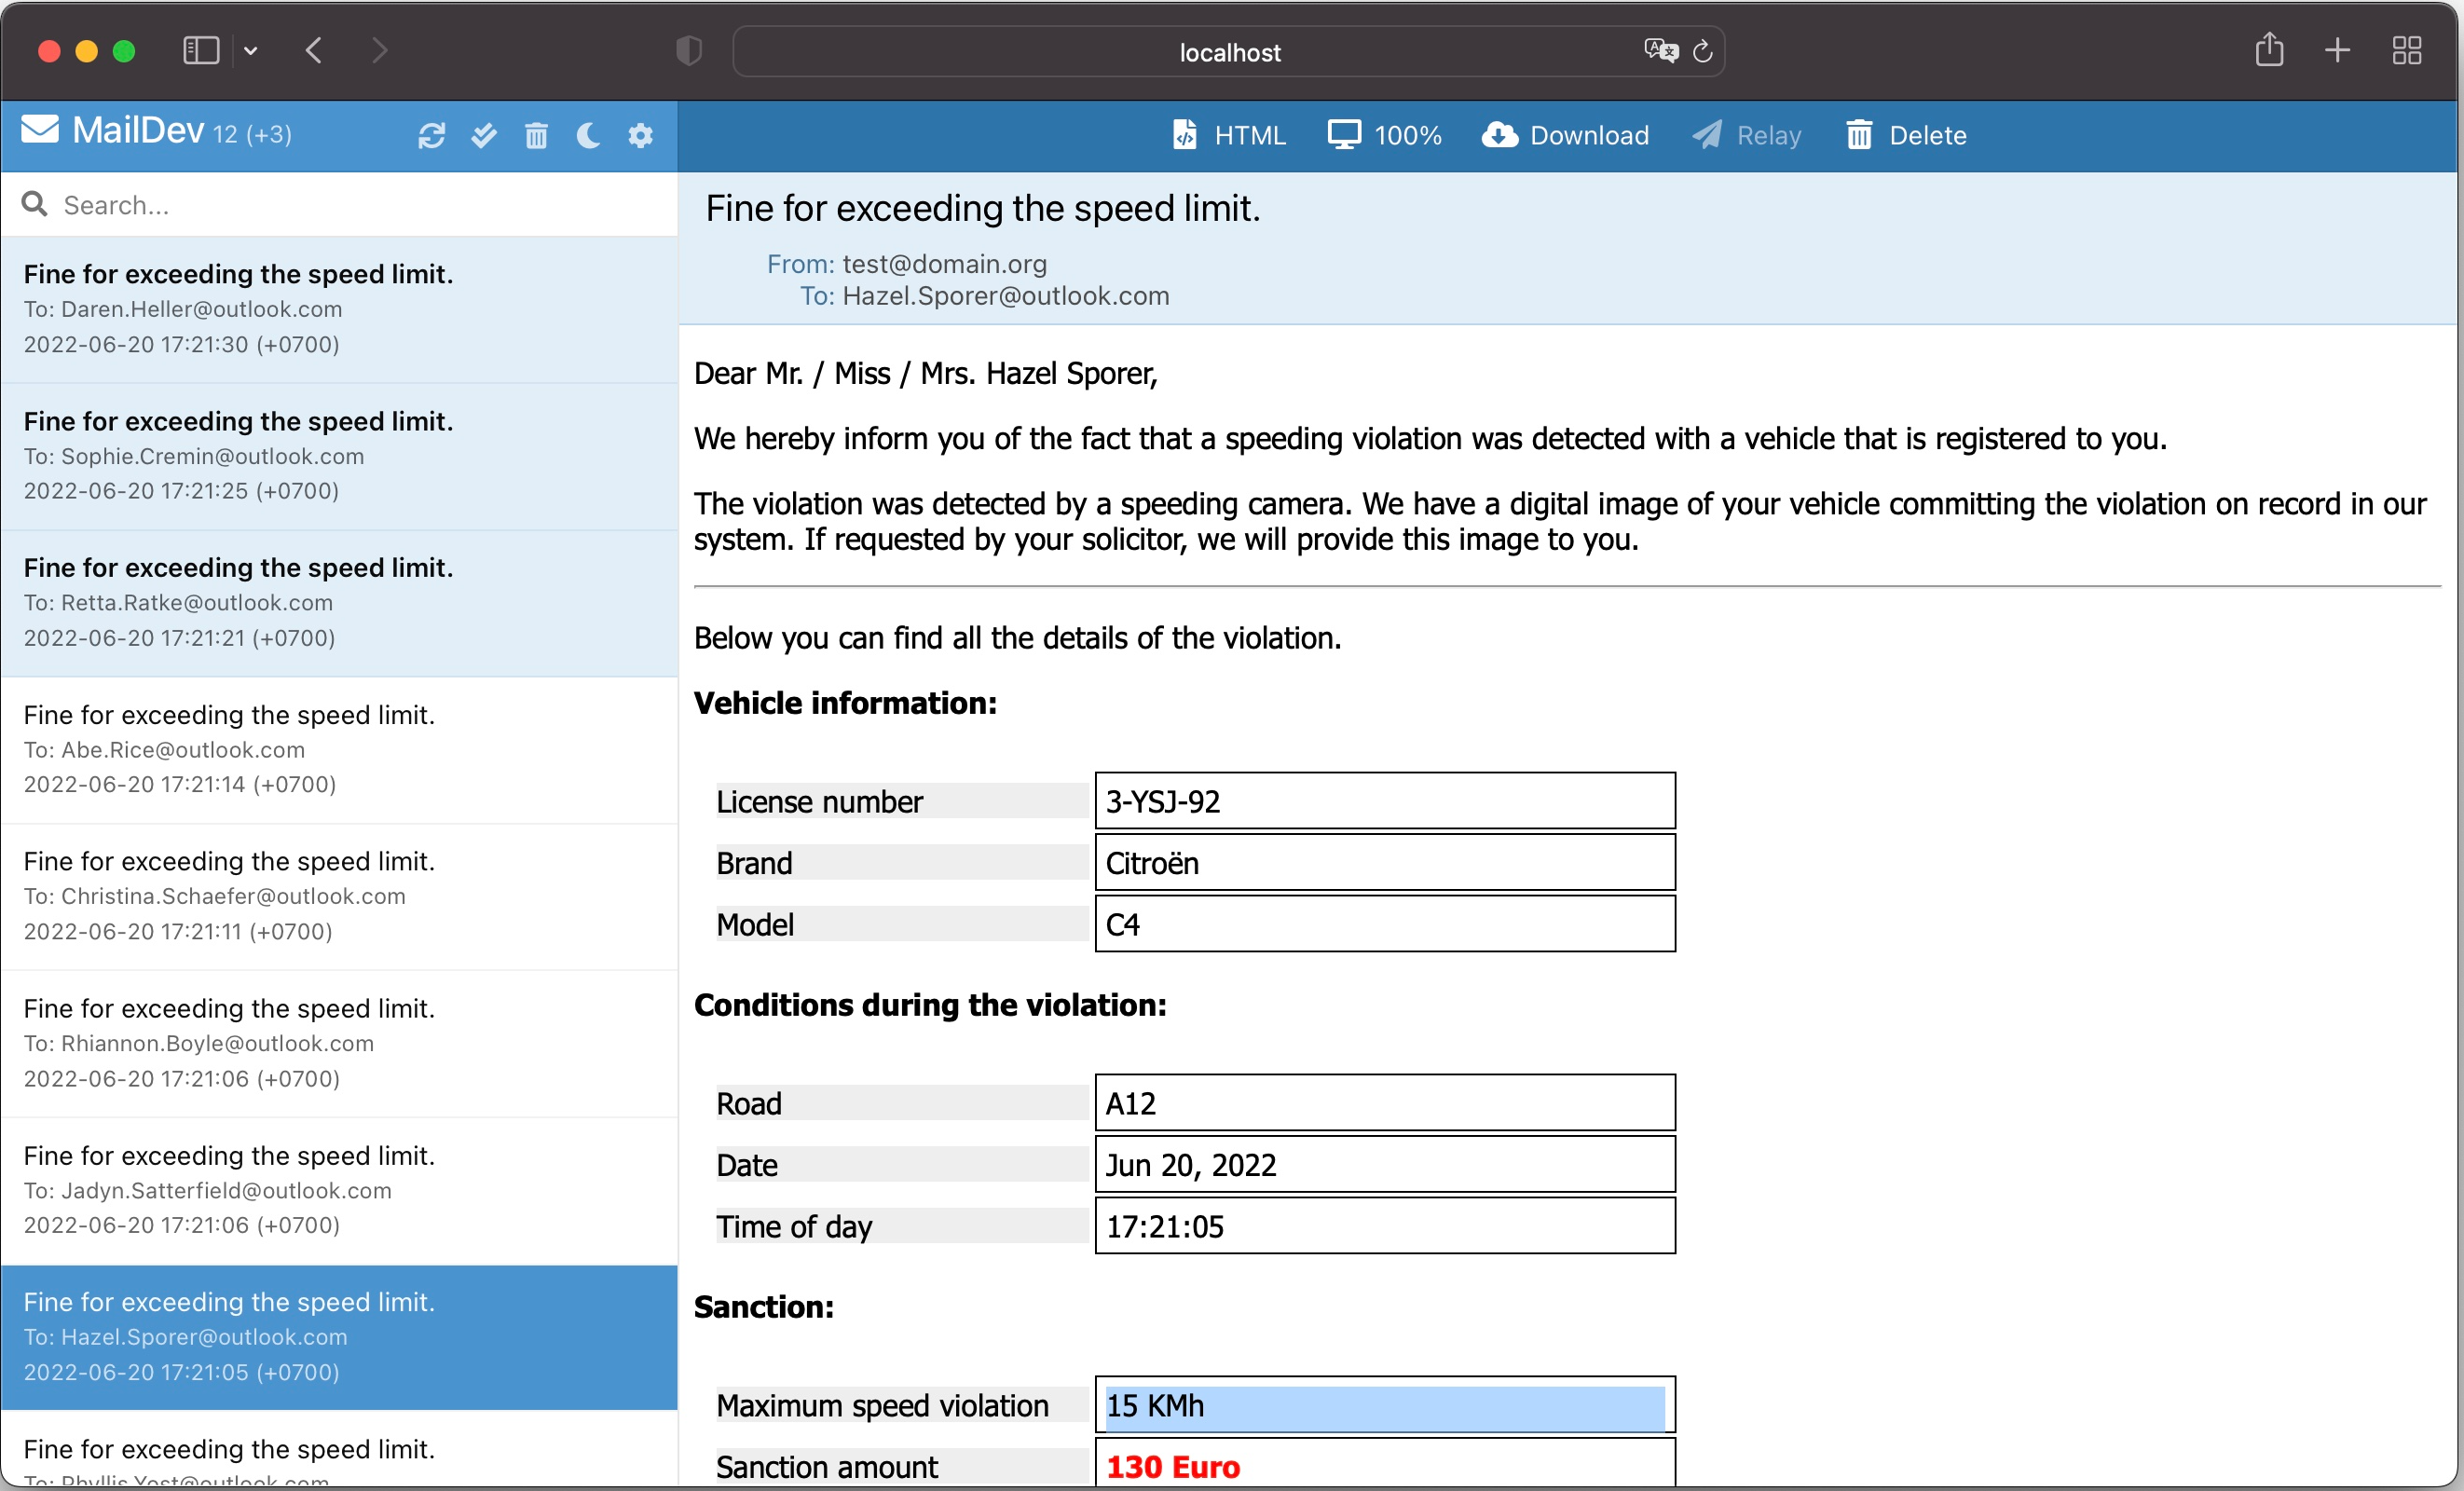 localhost
MailDev 12 (+3)
HTML 100% Download Relay Delete
Search...
Fine for exceeding the speed limit.
To: Daren.Heller@outlook.com
2022-06-20 17:21:30 (+0700)
Fine for exceeding the speed limit.
To: Sophie.Cremin@outlook.com
2022-06-20 17:21:25 (+0700)
Fine for exceeding the speed limit.
To: Retta.Ratke@outlook.com
2022-06-20 17:21:21 (+0700)
Fine for exceeding the speed limit.
To: Abe.Rice@outlook.com
2022-06-20 17:21:14 (+0700)
Fine for exceeding the speed limit.
To: Christina.Schaefer@outlook.com
2022-06-20 17:21:11 (+0700)
Fine for exceeding the speed limit.
To: Rhiannon.Boyle@outlook.com
2022-06-20 17:21:06 (+0700)
Fine for exceeding the speed limit.
To: Jadyn.Satterfield@outlook.com
2022-06-20 17:21:06 (+0700)
Fine for exceeding the speed limit.
To: Hazel.Sporer@outlook.com
2022-06-20 17:21:05 (+0700)
Fine for exceeding the speed limit.
To: Phyllis.Yost@outlook.com
Fine for exceeding the speed limit.
From: test@domain.org
To: Hazel.Sporer@outlook.com
Dear Mr. / Miss / Mrs. Hazel Sporer,
We hereby inform you of the fact that a speeding violation was detected with a vehicle that is registered to you.
The violation was detected by a speeding camera. We have a digital image of your vehicle committing the violation on record in our
system. If requested by your solicitor, we will provide this image to you.
Below you can find all the details of the violation.
Vehicle information:
License number 3-YSJ-92
Brand Citroën
Model C4
Conditions during the violation:
Road A12
Date Jun 20, 2022
Time of day 17:21:05
Sanction:
Maximum speed violation 15 KMh
Sanction amount 130 Euro